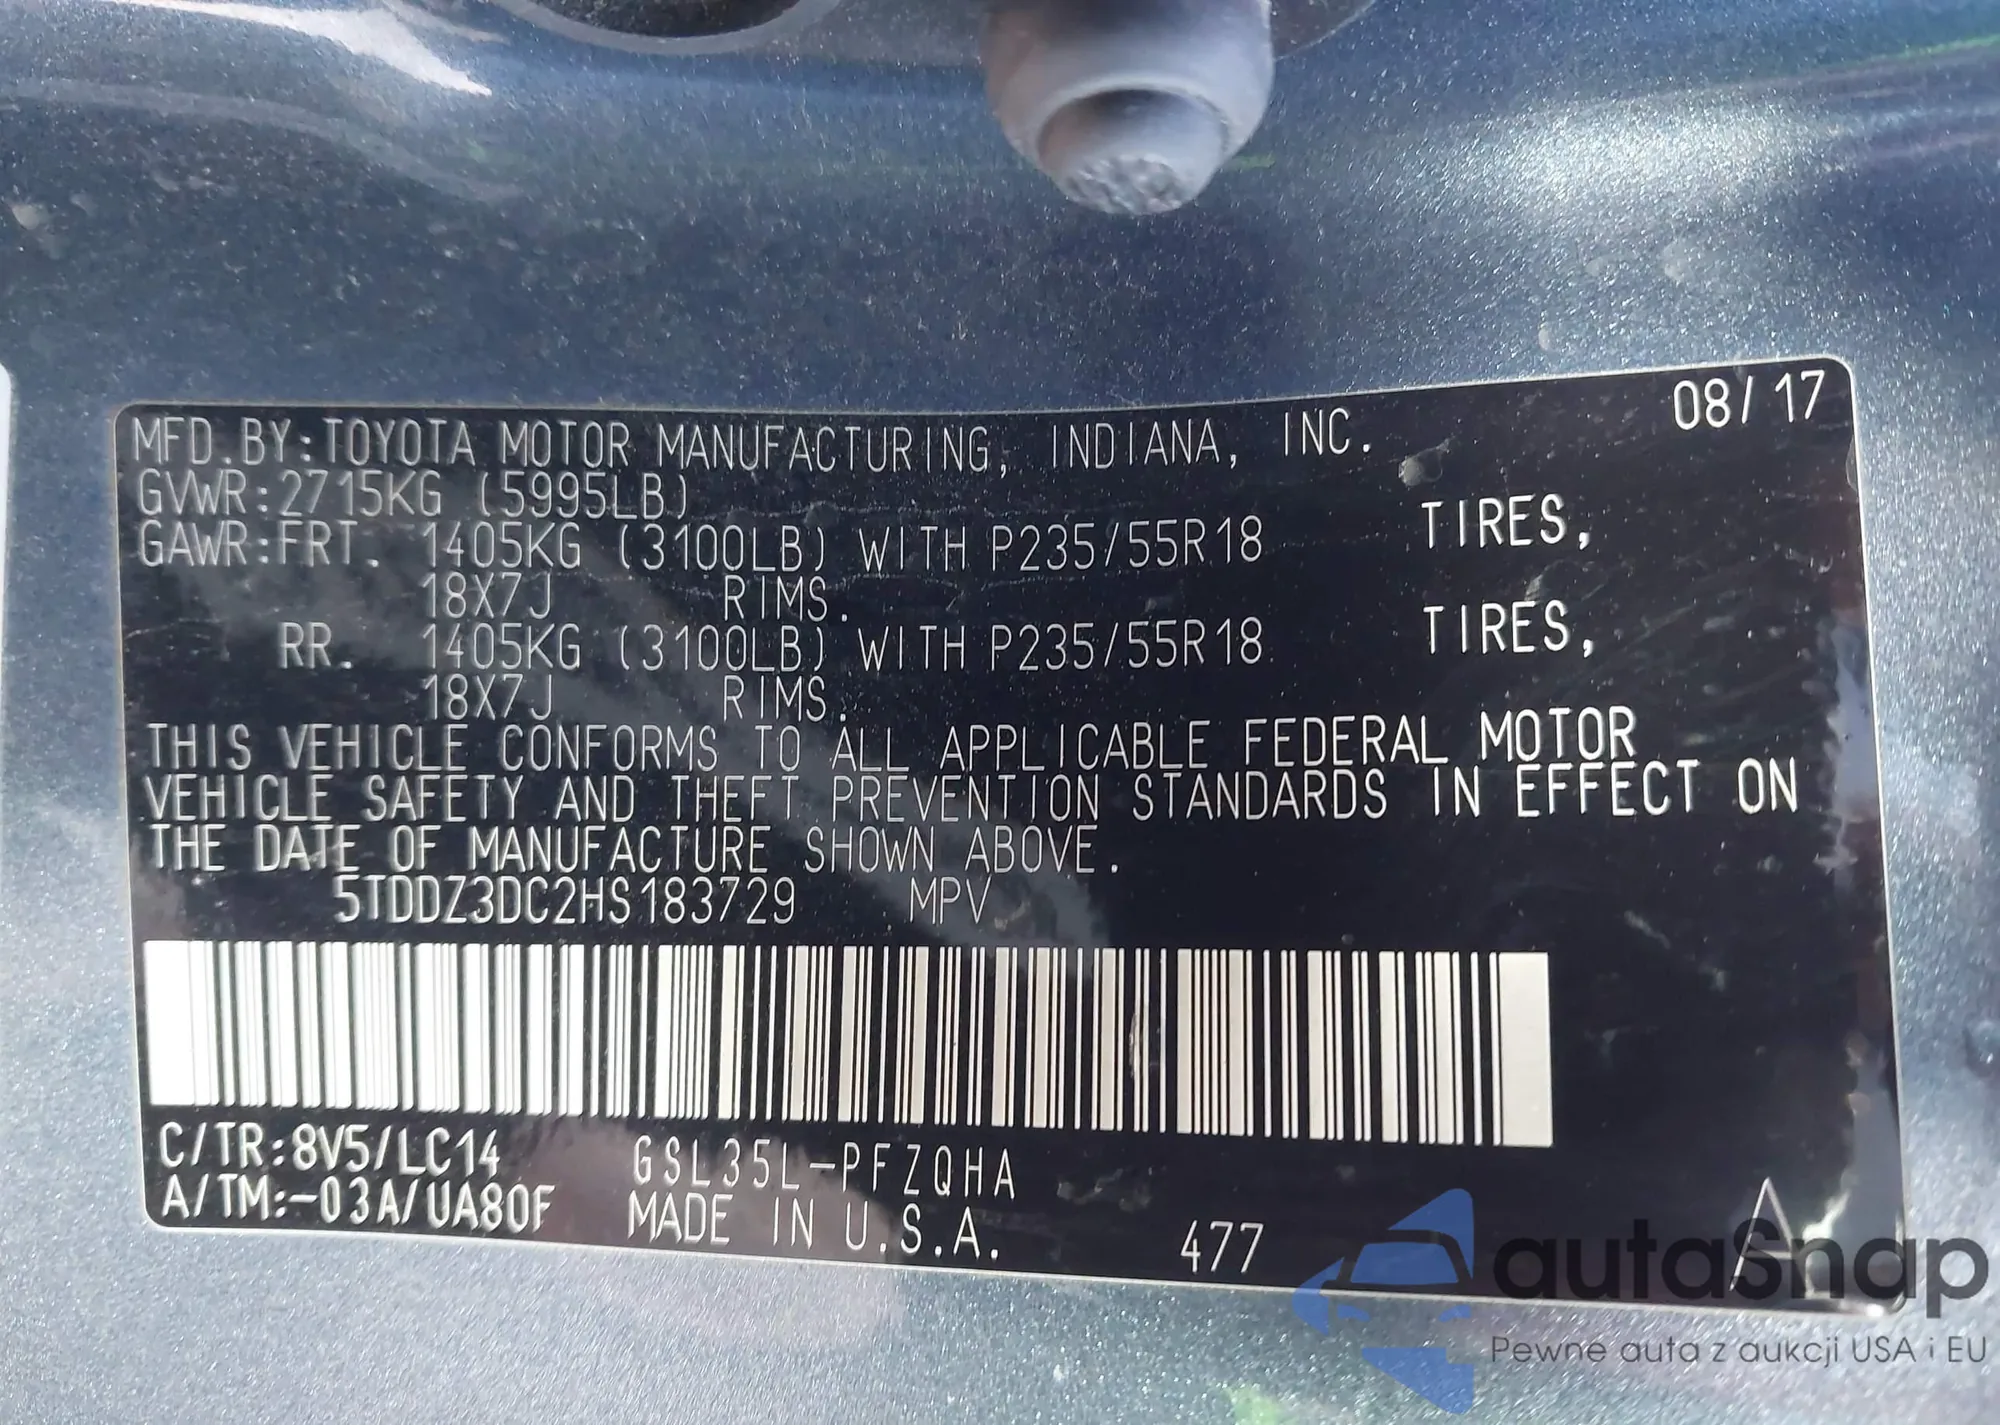 08/17
MFD.BY:TOYOTA MOTOR MANUFACTURING, INDIANA, INC.
GVWR:2715KG (5995LB)
GAWR:FRT. 1405KG (3100LB) WITH P235/55R18 TIRES,
18X7J RIMS.
RR. 1405KG (3100LB) WITH P235/55R18 TIRES,
18X7J RIMS.
THIS VEHICLE CONFORMS TO ALL APPLICABLE FEDERAL MOTOR
VEHICLE SAFETY AND THEFT PREVENTION STANDARDS IN EFFECT ON
THE DATE OF MANUFACTURE SHOWN ABOVE.
5TDDZ3DC2HS183729 MPV
C/TR:8V5/LC14 GSL35L-PFZQHA
A/TM:-03A/UA80F MADE IN U.S.A. 477 A
autaSnap
Pewne auta z aukcji USA i EU